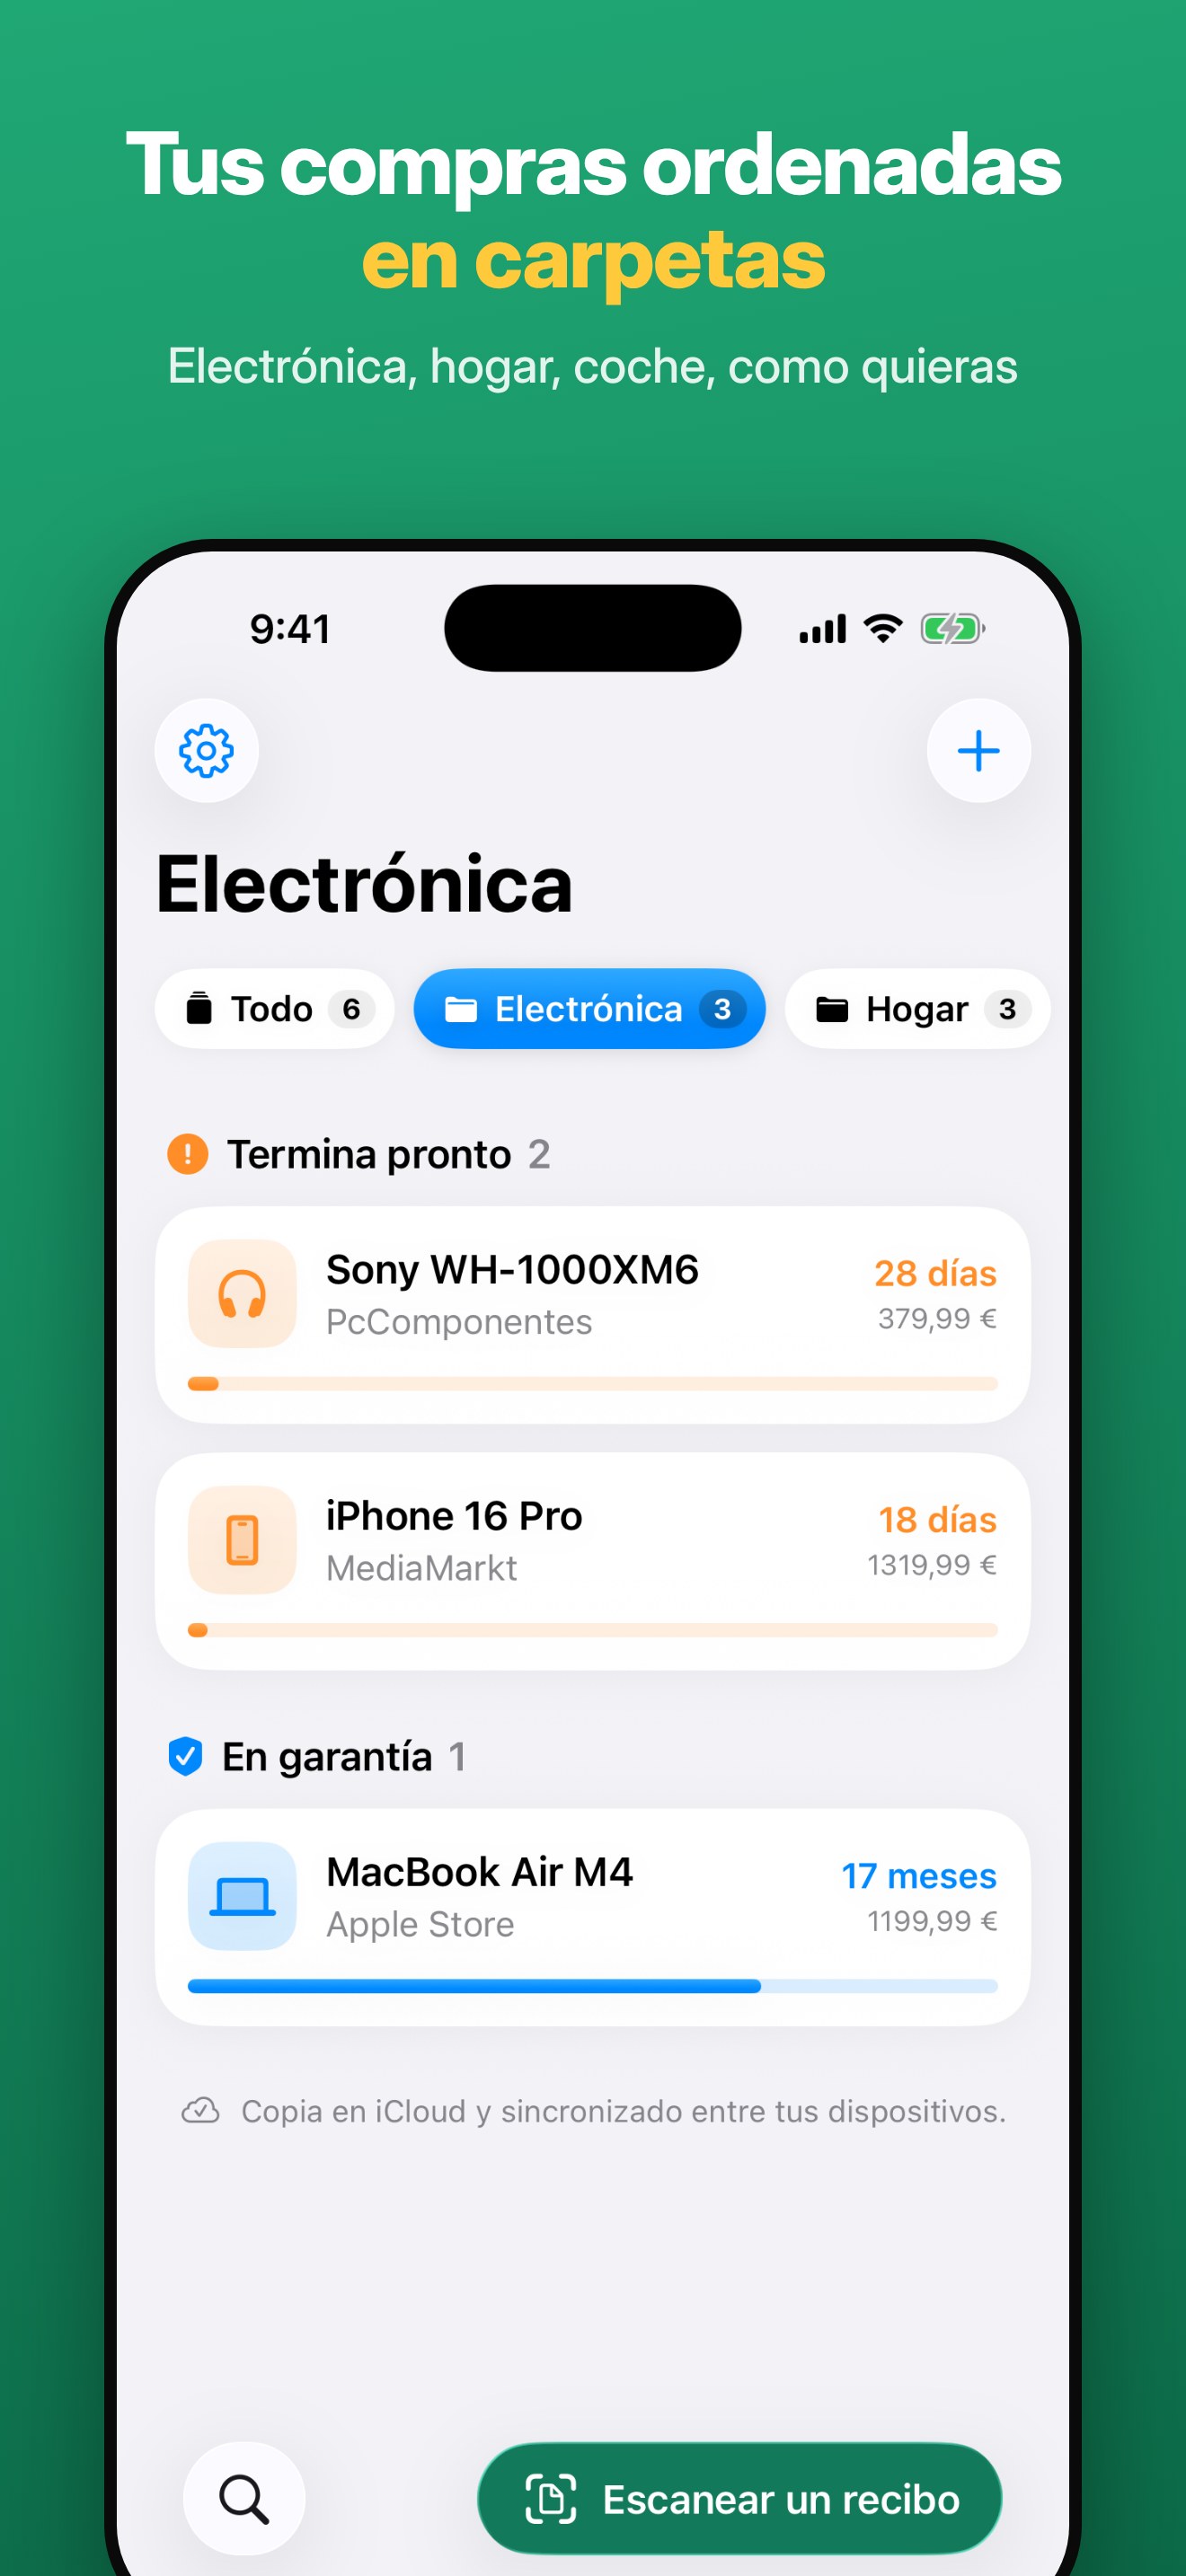 Tus compras ordenadas
en carpetas
Electrónica, hogar, coche, como quieras
9:41
Electrónica
Todo 6 Electrónica 3 Hogar 3
Termina pronto 2
Sony WH-1000XM6 28 días
PcComponentes 379,99 €
iPhone 16 Pro 18 días
MediaMarkt 1319,99 €
En garantía 1
MacBook Air M4 17 meses
Apple Store 1199,99 €
Copia en iCloud y sincronizado entre tus dispositivos.
Escanear un recibo